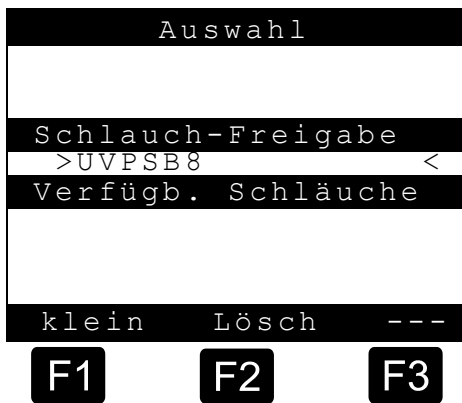 Auswahl
Schlauch-Freigabe
>UVPSB8 <
Verfügb. Schläuche
klein Lösch ---
F1 F2 F3